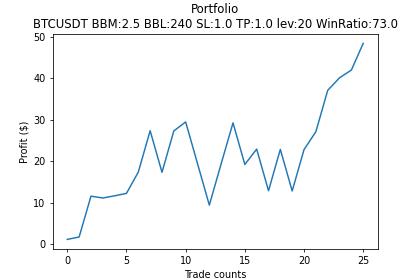 Portfolio
BTCUSDT BBM:2.5 BBL:240 SL:1.0 TP:1.0 lev:20 WinRatio:73.0
50
40
30
20
10
0
Profit ($)
0 5 10 15 20 25
Trade counts